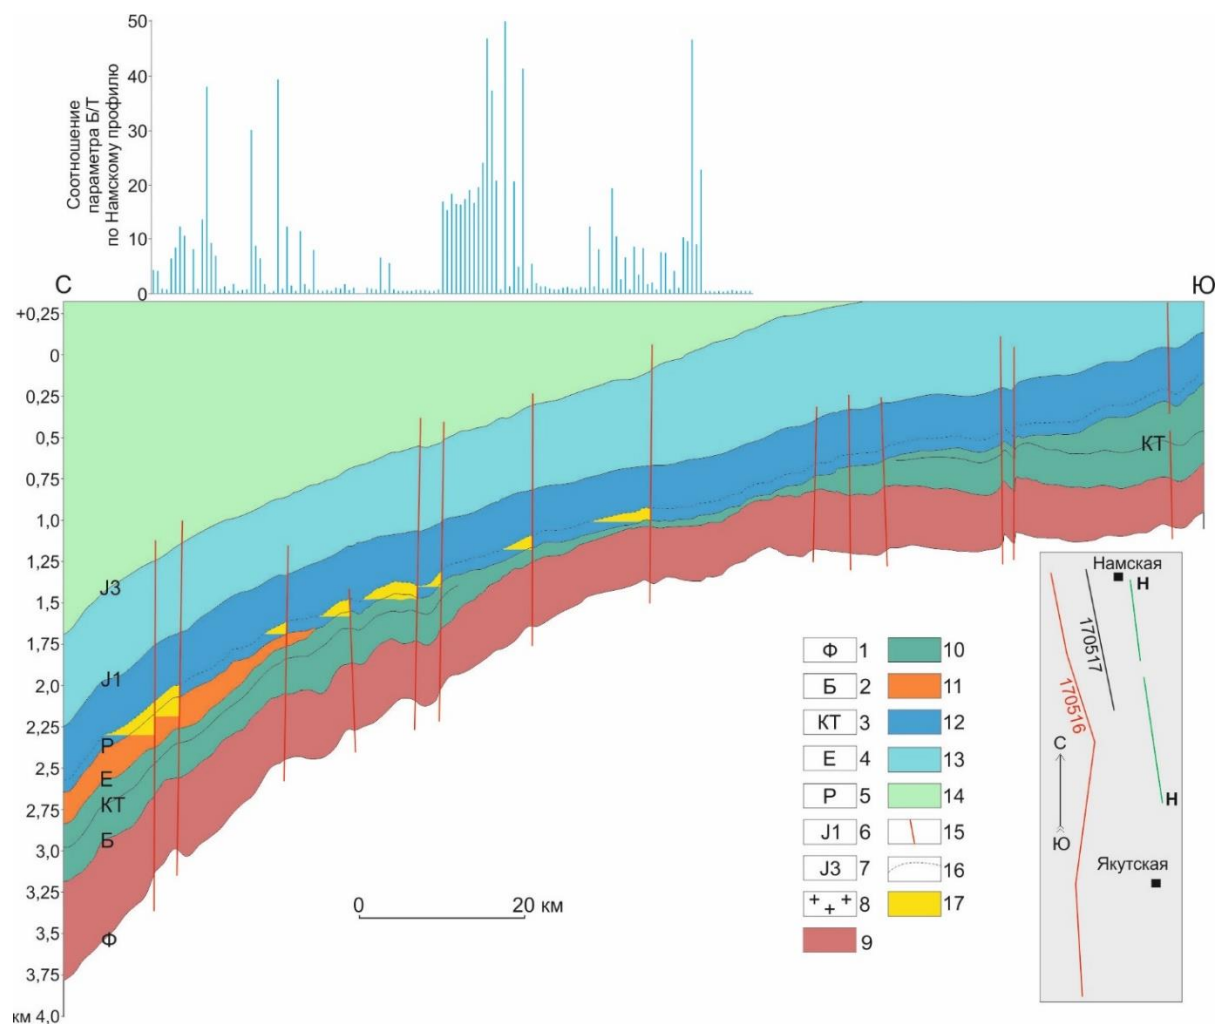 Соотношение
параметра Б/Т
по Намскому профилю
50
40
30
20
10
0
С
Ю
+0,25
0
0,25
0,5
0,75
1,0
1,25
1,5
1,75
2,0
2,25
2,5
2,75
3,0
3,25
3,5
3,75
км 4,0
J3
J1
Р
Е
КТ
Б
Ф
КТ
0
20 км
Ф 1
Б 2
КТ 3
Е 4
Р 5
J1 6
J3 7
+ + + 8
9
10
11
12
13
14
15
16
17
Намская
Н
170517
170516
С
Ю
Н
Якутская